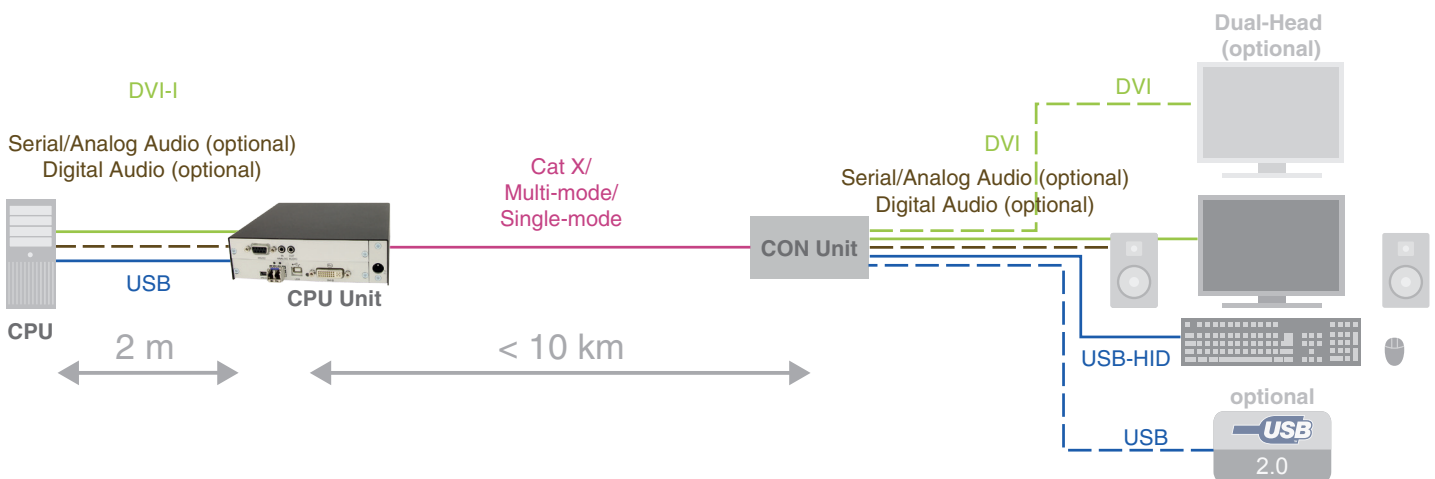 Dual-Head
(optional)
DVI-I
DVI
Serial/Analog Audio (optional)
Digital Audio (optional)
Cat X/
Multi-mode/
Single-mode
DVI
Serial/Analog Audio (optional)
Digital Audio (optional)
CON Unit
USB
CPU Unit
CPU
2 m
< 10 km
USB-HID
optional
USB
USB
2.0